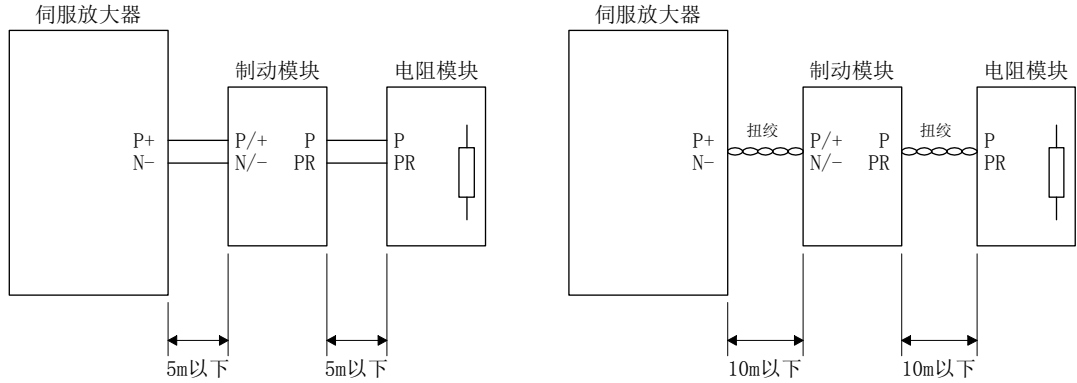 伺服放大器
制动模块
电阻模块
P+
P/+
P
P
N-
N/-
PR
PR
5m以下
5m以下
伺服放大器
制动模块
电阻模块
扭绞
扭绞
P+
P/+
P
P
N-
N/-
PR
PR
10m以下
10m以下